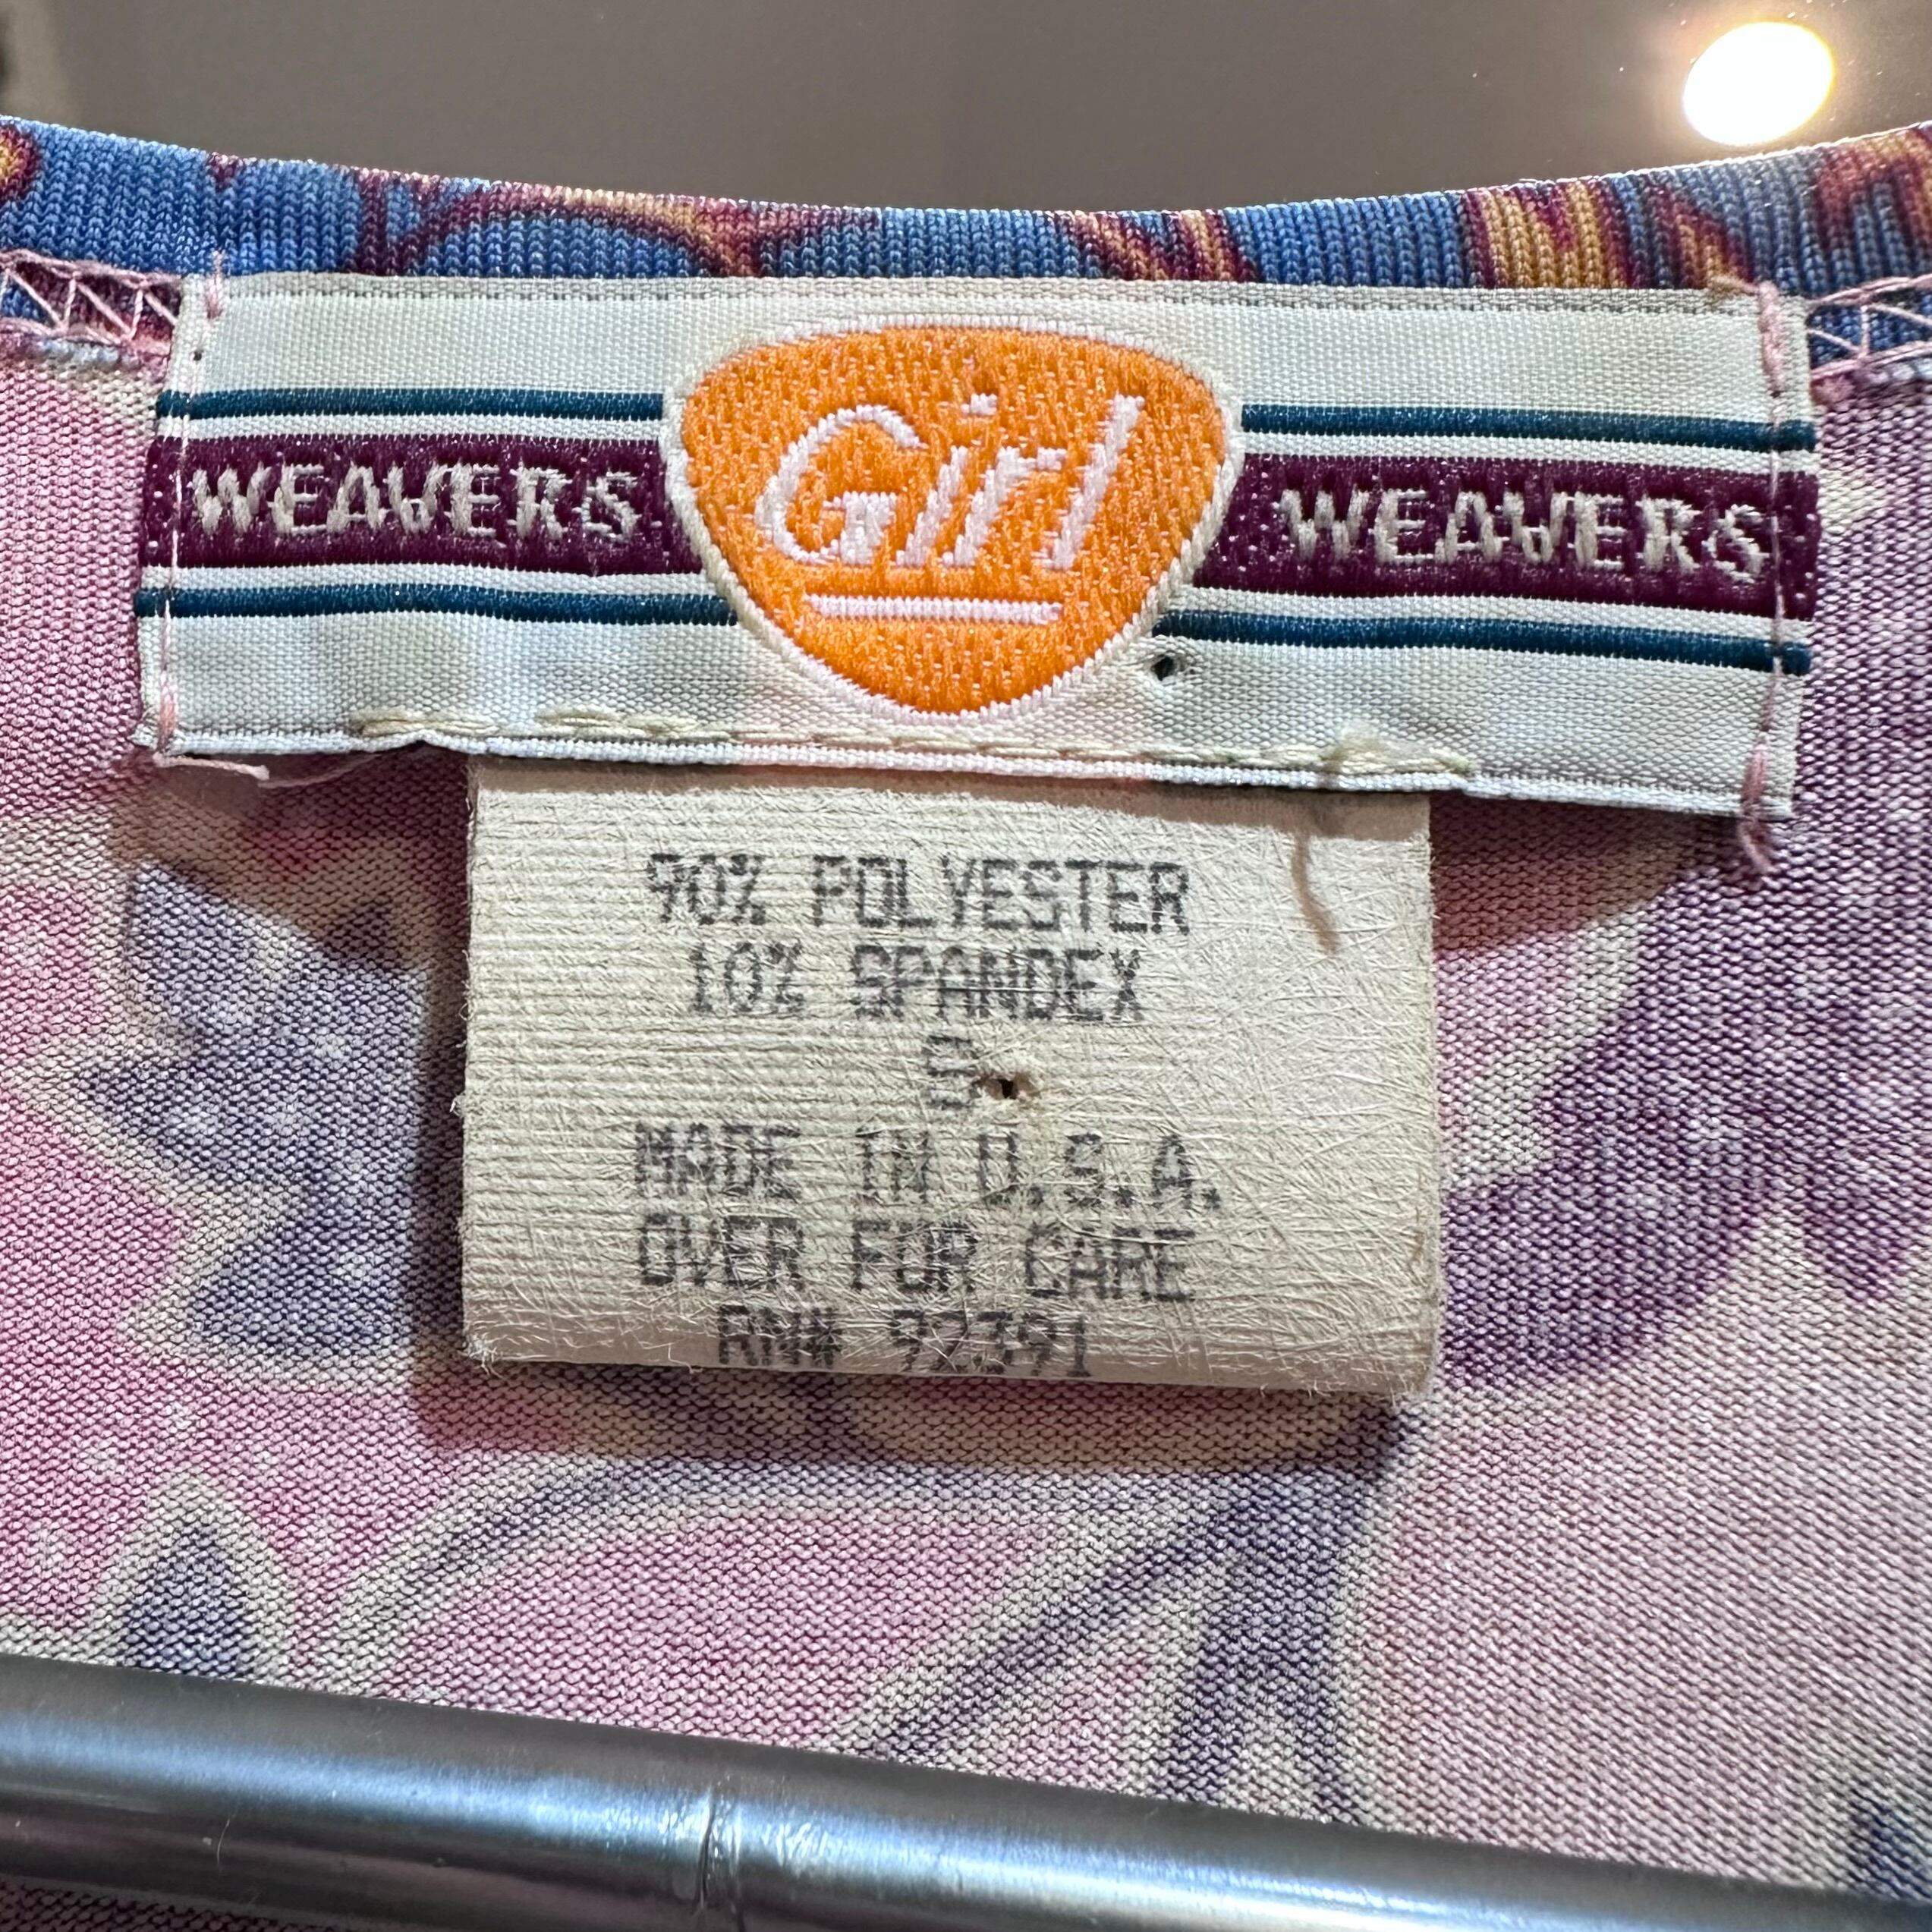 WEAVERS Girl WEAVERS
90% POLYESTER
10% SPANDEX
S
MADE IN U.S.A.
OVER FOR CARE
RN# 92391